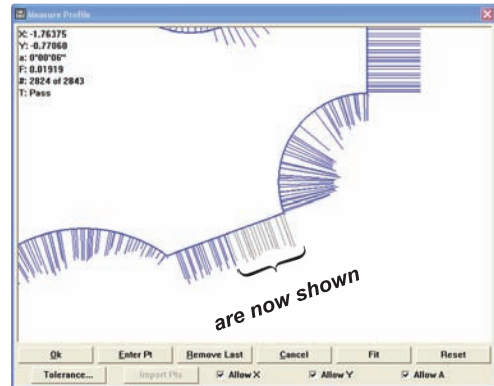 Measure Profile
X: -1.76375
Y: -0.77060
a: 0°00'06"
F: 0.01919
#: 2824 of 2843
T: Pass
are now shown
Ok Enter Pt Remove Last Cancel Fit Reset
Tolerance... Import Pts Allow X Allow Y Allow A